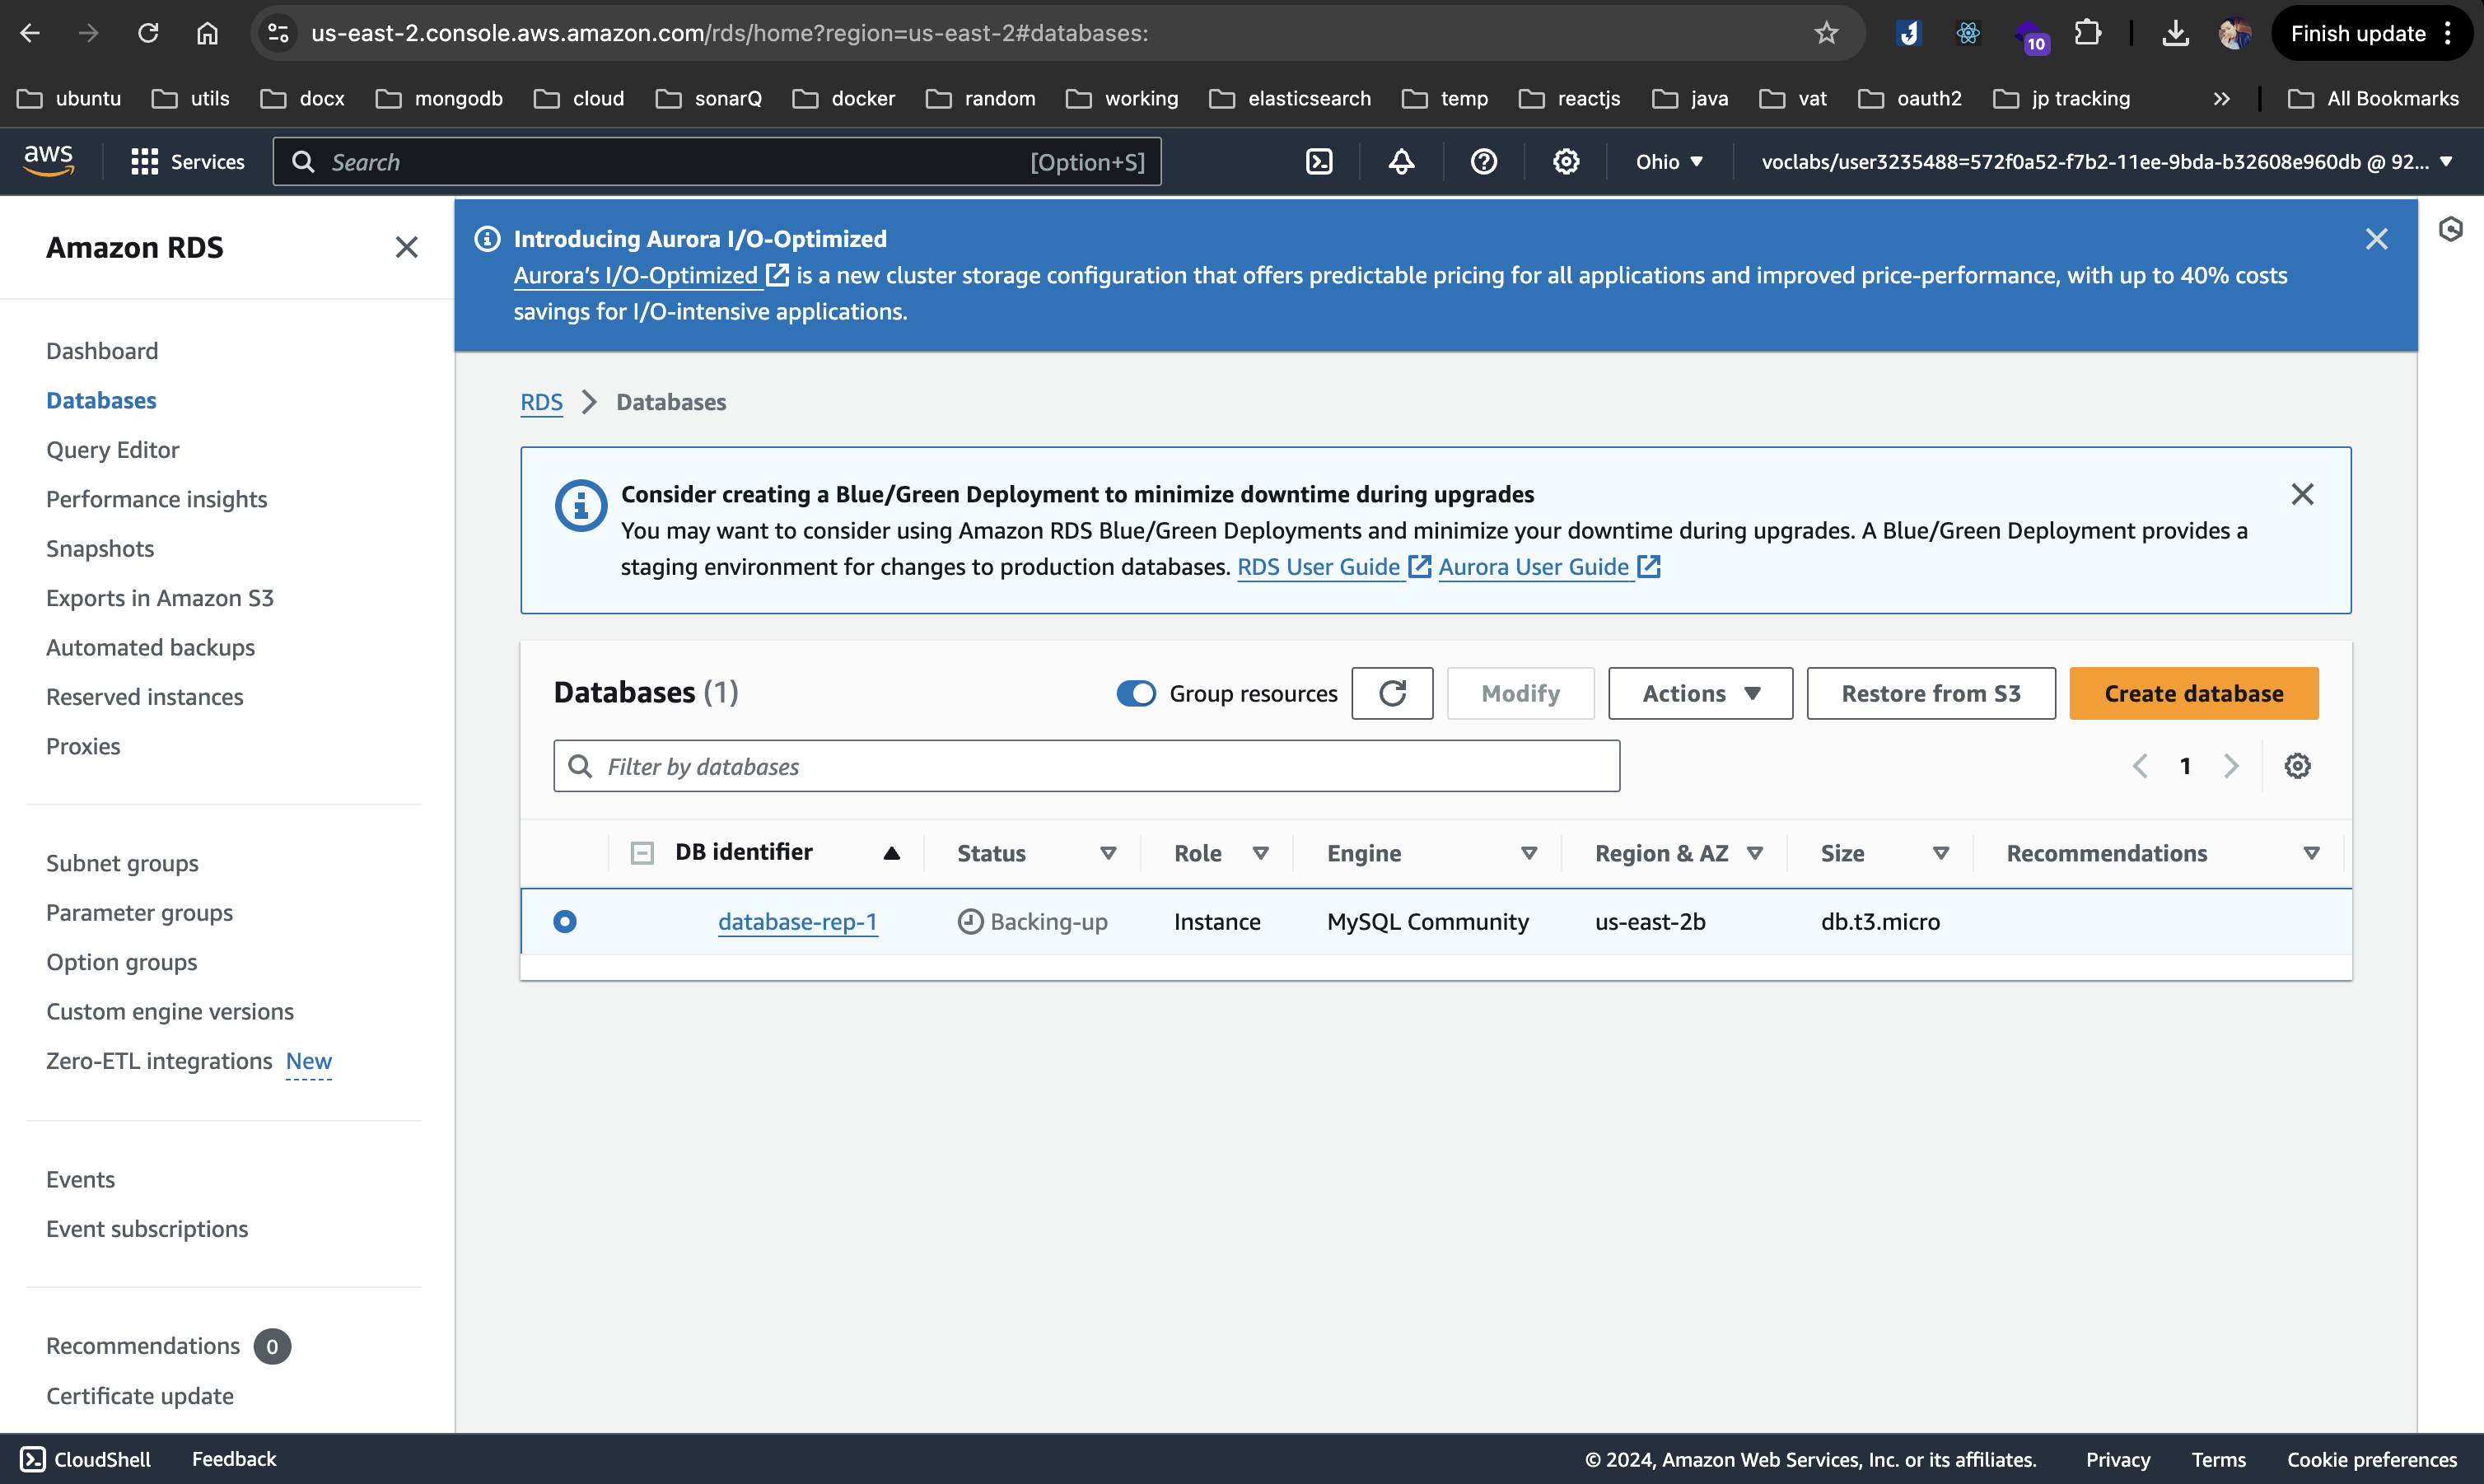 us-east-2.console.aws.amazon.com/rds/home?region=us-east-2#databases:
10
Finish update
ubuntu utils docx mongodb cloud sonarQ docker random working elasticsearch temp reactjs java vat oauth2 jp tracking All Bookmarks
aws Services Search [Option+S] Ohio voclabs/user3235488=572f0a52-f7b2-11ee-9bda-b32608e960db @ 92...
Amazon RDS
Dashboard
Databases
Query Editor
Performance insights
Snapshots
Exports in Amazon S3
Automated backups
Reserved instances
Proxies
Subnet groups
Parameter groups
Option groups
Custom engine versions
Zero-ETL integrations New
Events
Event subscriptions
Recommendations 0
Certificate update
Introducing Aurora I/O-Optimized
Aurora's I/O-Optimized is a new cluster storage configuration that offers predictable pricing for all applications and improved price-performance, with up to 40% costs
savings for I/O-intensive applications.
RDS Databases
Consider creating a Blue/Green Deployment to minimize downtime during upgrades
You may want to consider using Amazon RDS Blue/Green Deployments and minimize your downtime during upgrades. A Blue/Green Deployment provides a
staging environment for changes to production databases. RDS User Guide Aurora User Guide
Databases (1) Group resources Modify Actions Restore from S3 Create database
Filter by databases 1
DB identifier Status Role Engine Region & AZ Size Recommendations
database-rep-1 Backing-up Instance MySQL Community us-east-2b db.t3.micro
CloudShell Feedback © 2024, Amazon Web Services, Inc. or its affiliates. Privacy Terms Cookie preferences